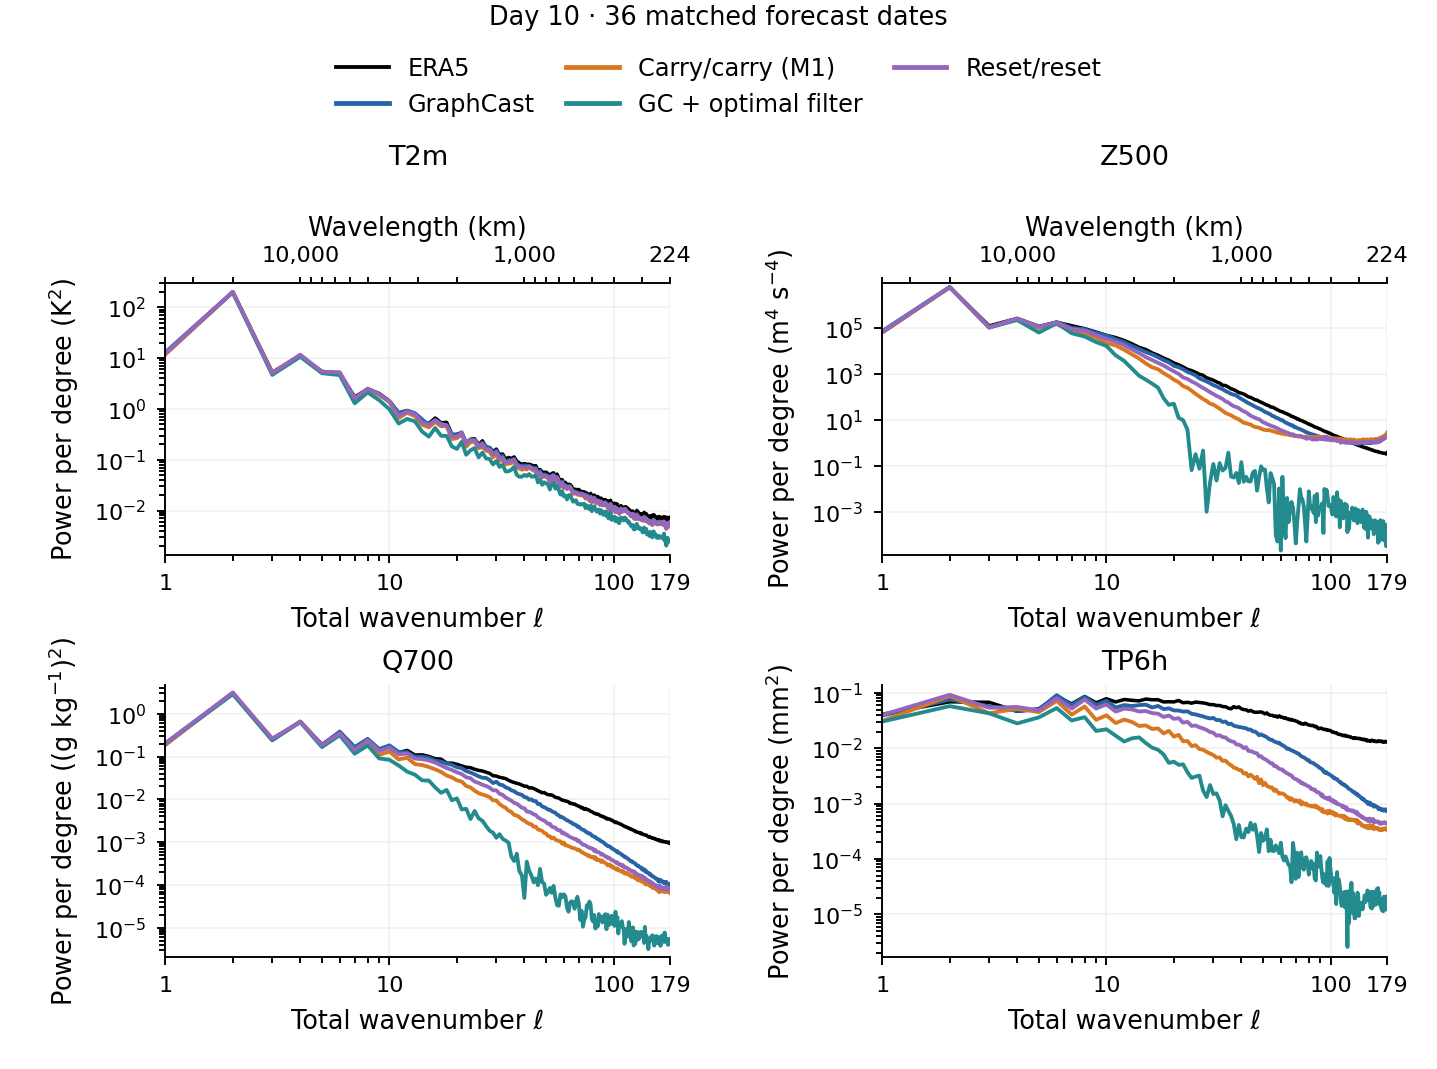 Day 10 · 36 matched forecast dates
ERA5
Carry/carry (M1)
Reset/reset
GraphCast
GC + optimal filter
T2m
Wavelength (km)
10,000
1,000
224
Power per degree (K²)
10²
10¹
10⁰
10⁻¹
10⁻²
1
10
100
179
Total wavenumber ℓ
Z500
Wavelength (km)
10,000
1,000
224
Power per degree (m⁴ s⁻⁴)
10⁵
10³
10¹
10⁻¹
10⁻³
1
10
100
179
Total wavenumber ℓ
Q700
Power per degree ((g kg⁻¹)²)
10⁰
10⁻¹
10⁻²
10⁻³
10⁻⁴
10⁻⁵
1
10
100
179
Total wavenumber ℓ
TP6h
Power per degree (mm²)
10⁻¹
10⁻²
10⁻³
10⁻⁴
10⁻⁵
1
10
100
179
Total wavenumber ℓ